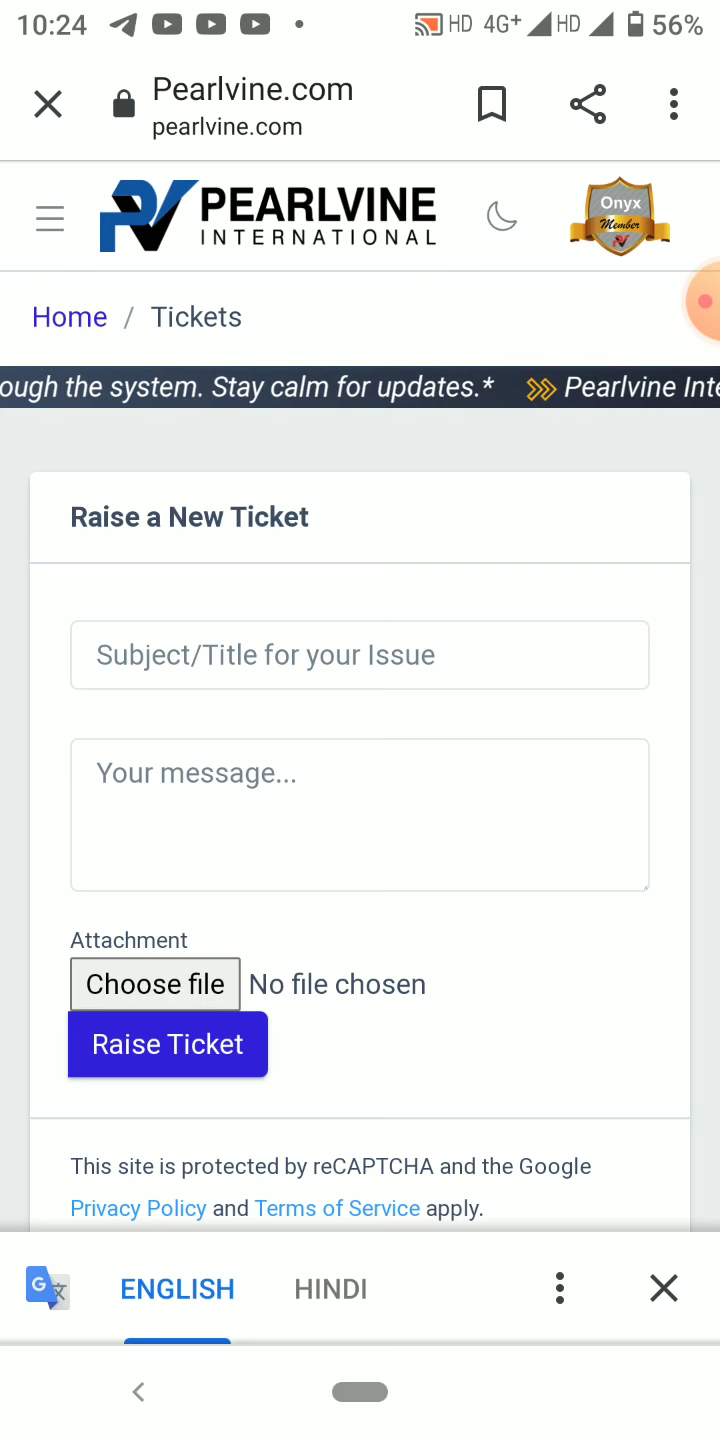 10:24 HD 4G+ HD 56%
Pearlvine.com
pearlvine.com
PEARLVINE
INTERNATIONAL
Onyx
Member
Home / Tickets
ough the system. Stay calm for updates.* Pearlvine Inte
Raise a New Ticket
Subject/Title for your Issue
Your message...
Attachment
Choose file No file chosen
Raise Ticket
This site is protected by reCAPTCHA and the Google
Privacy Policy and Terms of Service apply.
ENGLISH HINDI